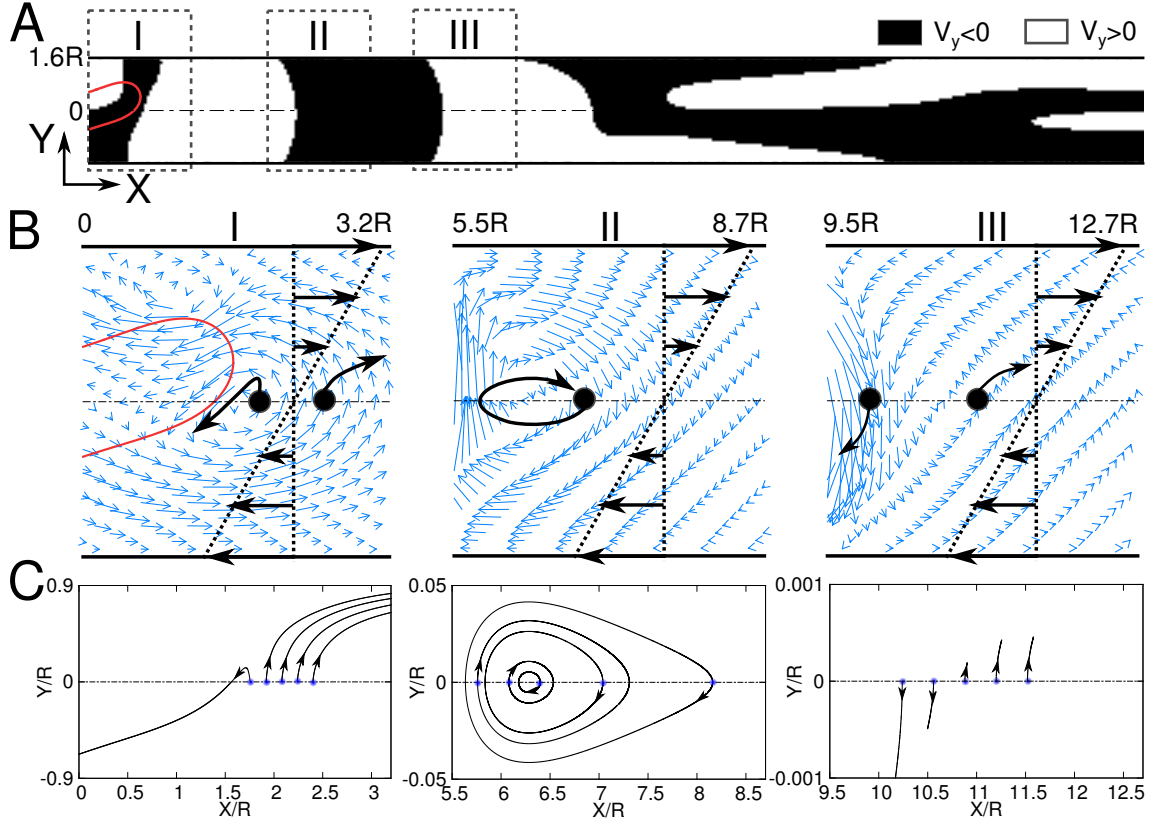 A
I
II
III
V_y<0
V_y>0
1.6R
0
Y
X
B
0
I
3.2R
5.5R
II
8.7R
9.5R
III
12.7R
C
0.9
0
-0.9
Y/R
0 0.5 1 1.5 2 2.5 3
X/R
0.05
0
-0.05
Y/R
5.5 6 6.5 7 7.5 8 8.5
X/R
0.001
0
-0.001
Y/R
9.5 10 10.5 11 11.5 12 12.5
X/R